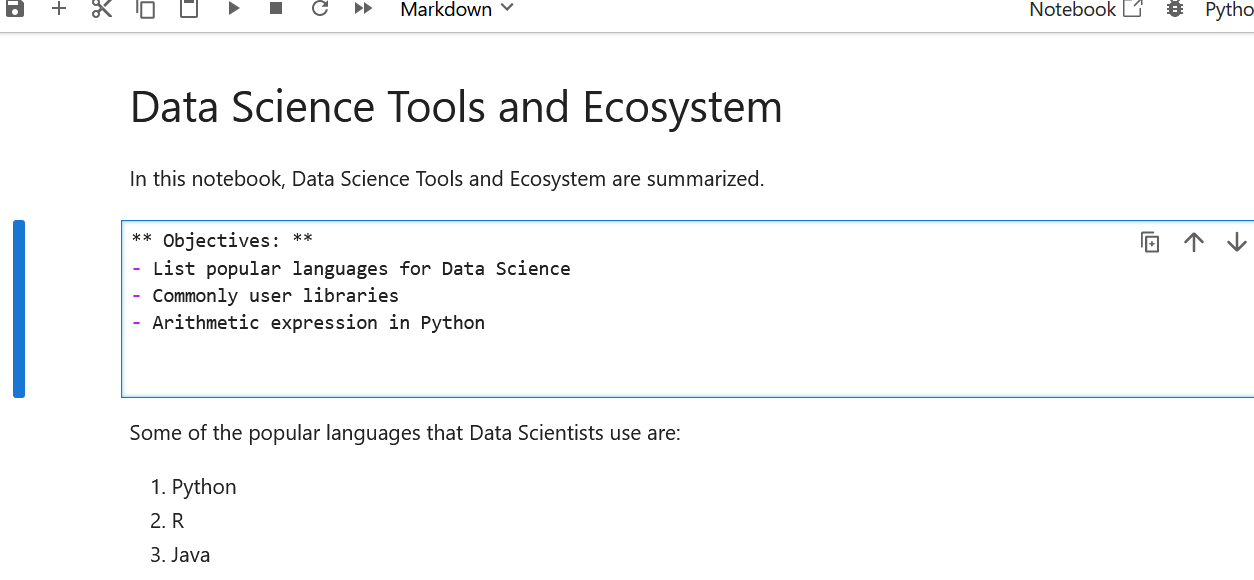 Markdown
Notebook
Pytho
Data Science Tools and Ecosystem
In this notebook, Data Science Tools and Ecosystem are summarized.
** Objectives: **
- List popular languages for Data Science
- Commonly user libraries
- Arithmetic expression in Python
Some of the popular languages that Data Scientists use are:
1. Python
2. R
3. Java